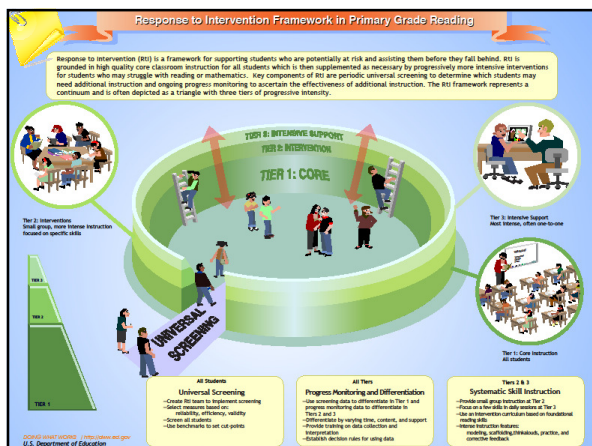 Response to Intervention Framework in Primary Grade Reading
Response to Intervention (RtI) is a framework for supporting students who are potentially at risk and assisting them before they fall behind. RtI is
grounded in high quality core classroom instruction for all students which is then supplemented as necessary by progressively more intensive interventions
for students who may struggle with reading or mathematics. Key components of RtI are periodic universal screening to determine which students may
need additional instruction and ongoing progress monitoring to ascertain the effectiveness of additional instruction. The RtI framework represents a
continuum and is often depicted as a triangle with three tiers of progressive intensity.
TIER 3: INTENSIVE SUPPORT
TIER 2: INTERVENTION
TIER 1: CORE
Tier 2: Interventions
Small group, more intense instruction
focused on specific skills
Tier 3: Intensive Support
Most intense, often one-to-one
Tier 1: Core Instruction
All students
TIER 3
TIER 2
TIER 1
UNIVERSAL
SCREENING
All Students
Universal Screening
—Create RtI team to implement screening
—Select measures based on:
reliability, efficiency, validity
—Screen all students
—Use benchmarks to set cut-points
All Tiers
Progress Monitoring and Differentiation
—Use screening data to differentiate in Tier 1 and
progress monitoring data to differentiate in
Tiers 2 and 3
—Differentiate by varying time, content, and support
—Provide training on data collection and
interpretation
—Establish decision rules for using data
Tiers 2 & 3
Systematic Skill Instruction
—Provide small group instruction at Tier 2
—Focus on a few skills in daily sessions at Tier 3
—Use an intervention curriculum based on foundational
reading skills
—Intense instruction features:
modeling, scaffolding, thinkalouds, practice, and
corrective feedback
DOING WHAT WORKS | http://dww.ed.gov
U.S. Department of Education